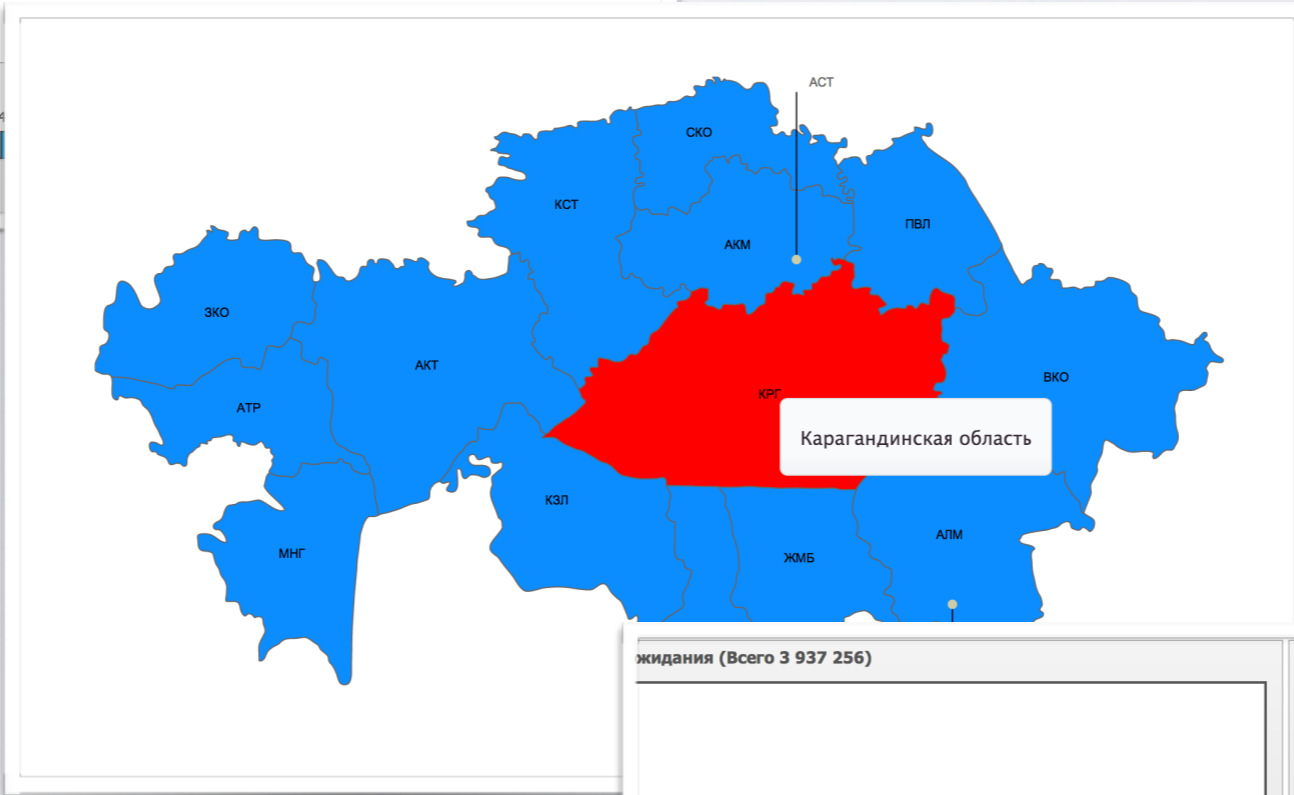 АСТ
СКО
КСТ
ПВЛ
АКМ
ЗКО
АКТ
ВКО
КРГ
АТР
Карагандинская область
КЗЛ
АЛМ
МНГ
ЖМБ
жидания (Всего 3 937 256)